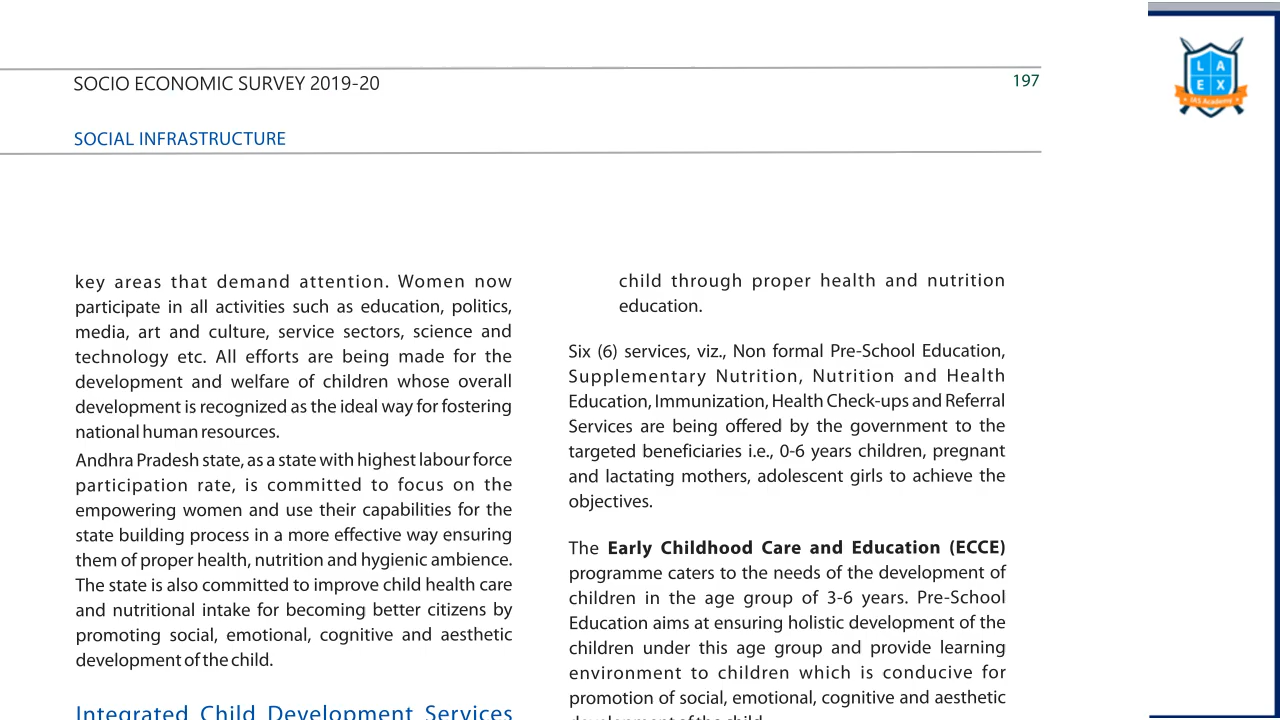 SOCIO ECONOMIC SURVEY 2019-20
197
SOCIAL INFRASTRUCTURE
L A
E X
IAS Academy
key areas that demand attention. Women now
participate in all activities such as education, politics,
media, art and culture, service sectors, science and
technology etc. All efforts are being made for the
development and welfare of children whose overall
development is recognized as the ideal way for fostering
national human resources.
Andhra Pradesh state, as a state with highest labour force
participation rate, is committed to focus on the
empowering women and use their capabilities for the
state building process in a more effective way ensuring
them of proper health, nutrition and hygienic ambience.
The state is also committed to improve child health care
and nutritional intake for becoming better citizens by
promoting social, emotional, cognitive and aesthetic
development of the child.
Integrated Child Development Services
child through proper health and nutrition
education.
Six (6) services, viz., Non formal Pre-School Education,
Supplementary Nutrition, Nutrition and Health
Education, Immunization, Health Check-ups and Referral
Services are being offered by the government to the
targeted beneficiaries i.e., 0-6 years children, pregnant
and lactating mothers, adolescent girls to achieve the
objectives.
The Early Childhood Care and Education (ECCE)
programme caters to the needs of the development of
children in the age group of 3-6 years. Pre-School
Education aims at ensuring holistic development of the
children under this age group and provide learning
environment to children which is conducive for
promotion of social, emotional, cognitive and aesthetic
development of the child.